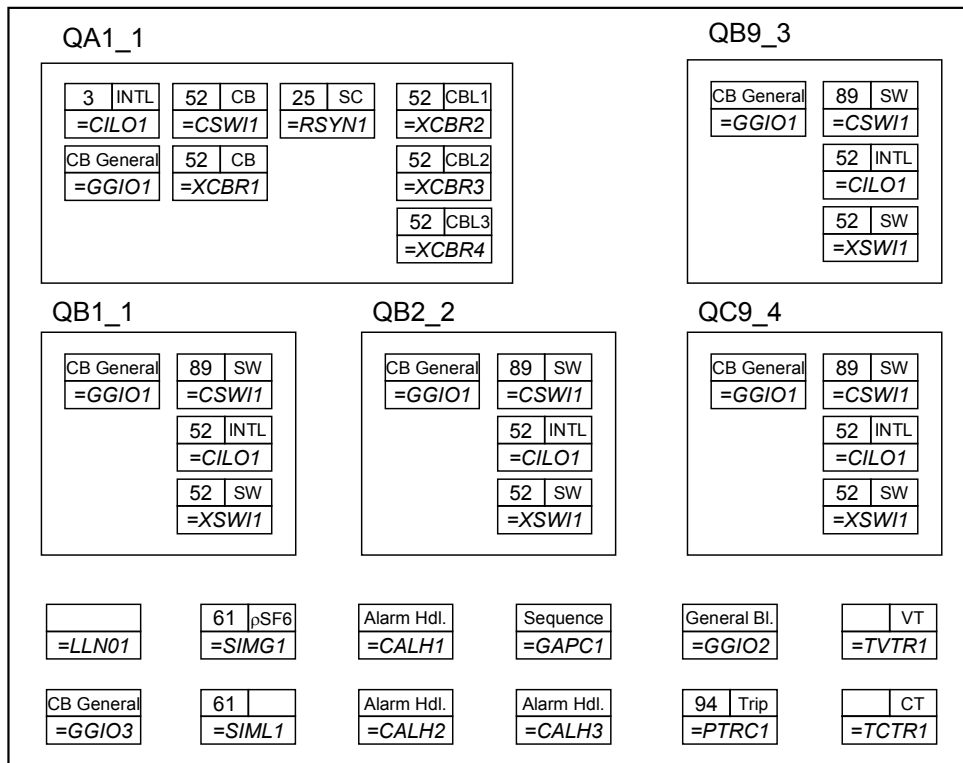 QA1_1
3 INTL
=CILO1
52 CB
=CSWI1
25 SC
=RSYN1
52 CBL1
=XCBR2
CB General
=GGIO1
52 CB
=XCBR1
52 CBL2
=XCBR3
52 CBL3
=XCBR4
QB9_3
CB General
=GGIO1
89 SW
=CSWI1
52 INTL
=CILO1
52 SW
=XSWI1
QB1_1
CB General
=GGIO1
89 SW
=CSWI1
52 INTL
=CILO1
52 SW
=XSWI1
QB2_2
CB General
=GGIO1
89 SW
=CSWI1
52 INTL
=CILO1
52 SW
=XSWI1
QC9_4
CB General
=GGIO1
89 SW
=CSWI1
52 INTL
=CILO1
52 SW
=XSWI1
=LLN01
61 ρSF6
=SIMG1
Alarm Hdl.
=CALH1
Sequence
=GAPC1
General Bl.
=GGIO2
VT
=TVTR1
CB General
=GGIO3
61
=SIML1
Alarm Hdl.
=CALH2
Alarm Hdl.
=CALH3
94 Trip
=PTRC1
CT
=TCTR1